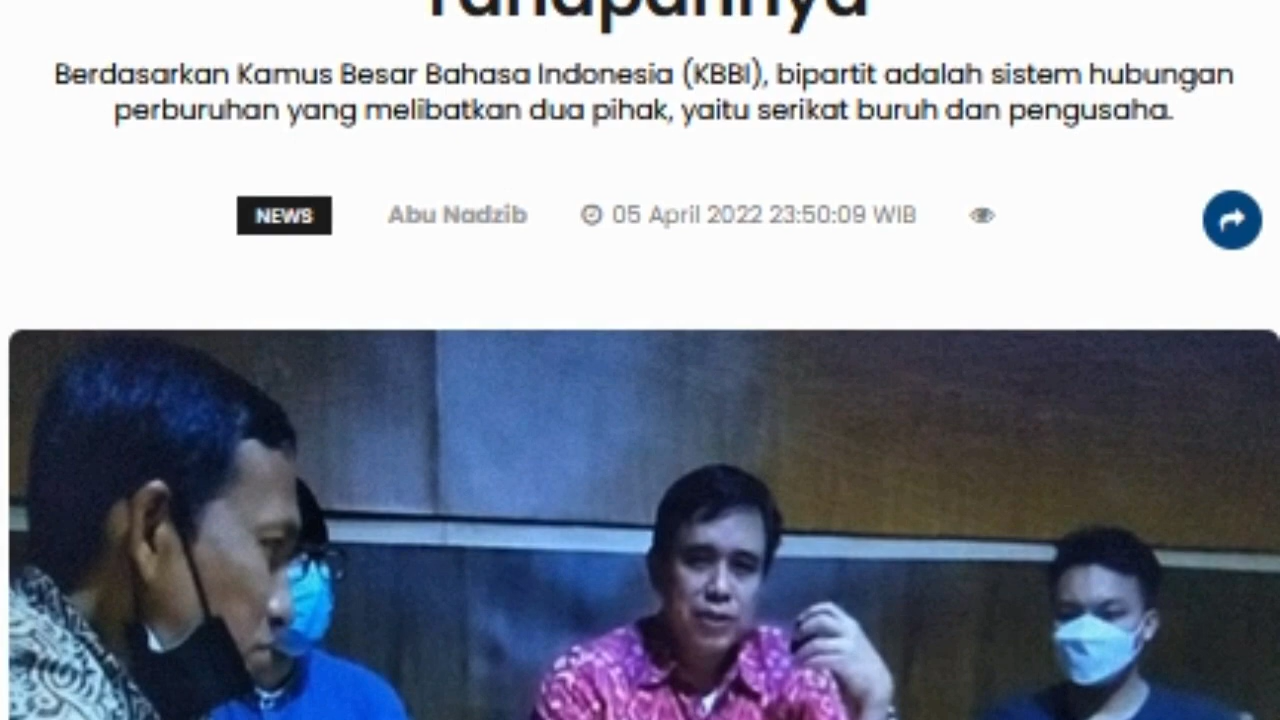 Tahapannya
Berdasarkan Kamus Besar Bahasa Indonesia (KBBI), bipartit adalah sistem hubungan
perburuhan yang melibatkan dua pihak, yaitu serikat buruh dan pengusaha.
NEWS Abu Nadzib 05 April 2022 23:50:09 WIB